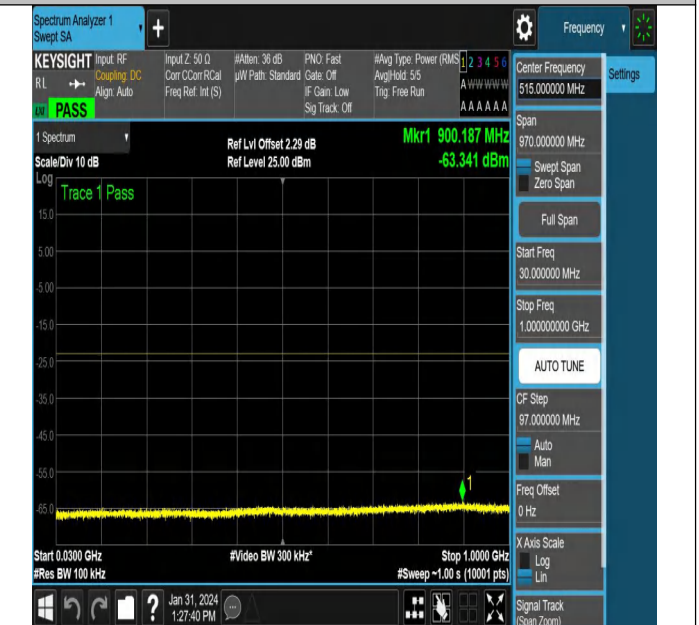 Spectrum Analyzer 1
Swept SA
+
Frequency
KEYSIGHT
RL
PASS
Input: RF
Coupling: DC
Align: Auto
Input Z: 50 Ω
Corr CCorr RCal
Freq Ref: Int (S)
#Atten: 36 dB
µW Path: Standard
PNO: Fast
Gate: Off
IF Gain: Low
Sig Track: Off
#Avg Type: Power (RMS
Avg|Hold: 5/5
Trig: Free Run
1 2 3 4 5 6
A W W W W W
A A A A A A
1 Spectrum
Scale/Div 10 dB
Ref Lvl Offset 2.29 dB
Ref Level 25.00 dBm
Mkr1 900.187 MHz
-63.341 dBm
Log
Trace 1 Pass
15.0
5.00
-5.00
-15.0
-25.0
-35.0
-45.0
-55.0
-65.0
1
Start 0.0300 GHz
#Res BW 100 kHz
#Video BW 300 kHz*
Stop 1.0000 GHz
#Sweep ~1.00 s (10001 pts)
?
Jan 31, 2024
1:27:40 PM
Center Frequency
515.000000 MHz
Settings
Span
970.000000 MHz
Swept Span
Zero Span
Full Span
Start Freq
30.000000 MHz
Stop Freq
1.000000000 GHz
AUTO TUNE
CF Step
97.000000 MHz
Auto
Man
Freq Offset
0 Hz
X Axis Scale
Log
Lin
Signal Track
(Span Zoom)